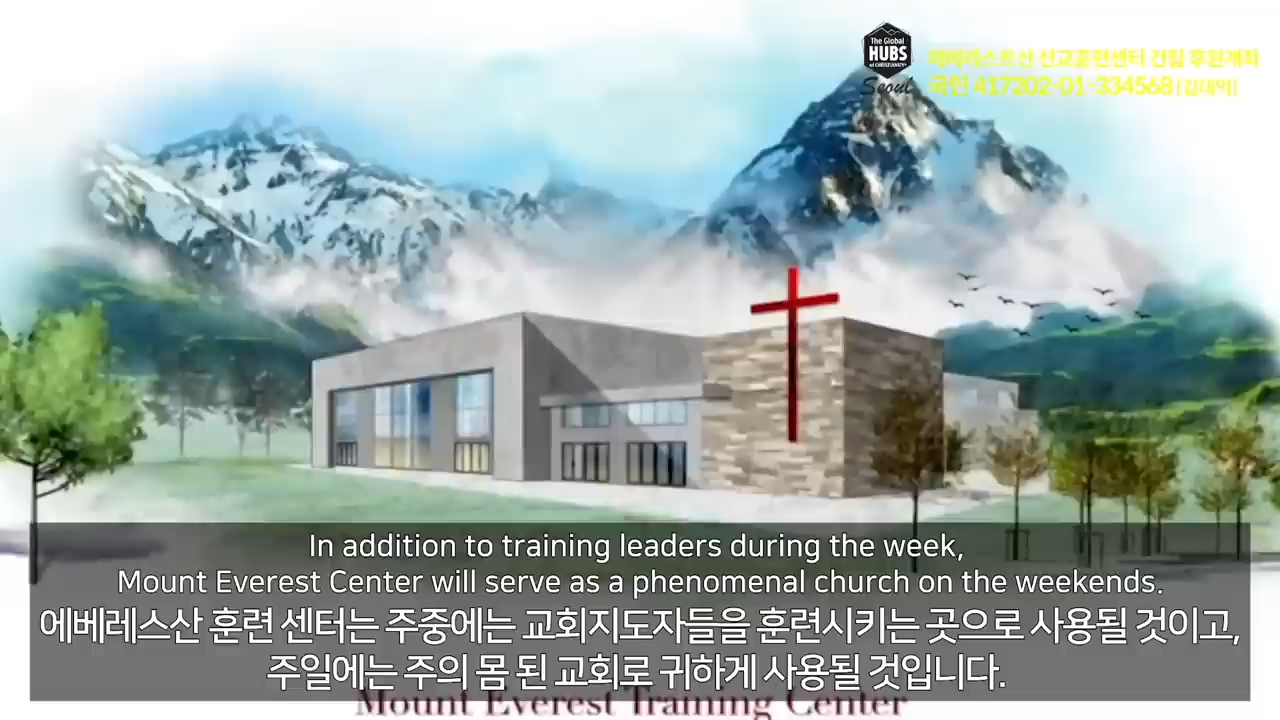 The Global
HUBS
of CHRISTIANITY
Seoul
에베레스트산 선교훈련센터 건립 후원계좌
국민 417202-01-334568 (김대억)
In addition to training leaders during the week,
Mount Everest Center will serve as a phenomenal church on the weekends.
에베레스산 훈련 센터는 주중에는 교회지도자들을 훈련시키는 곳으로 사용될 것이고,
주일에는 주의 몸 된 교회로 귀하게 사용될 것입니다.
Mount Everest Training Center